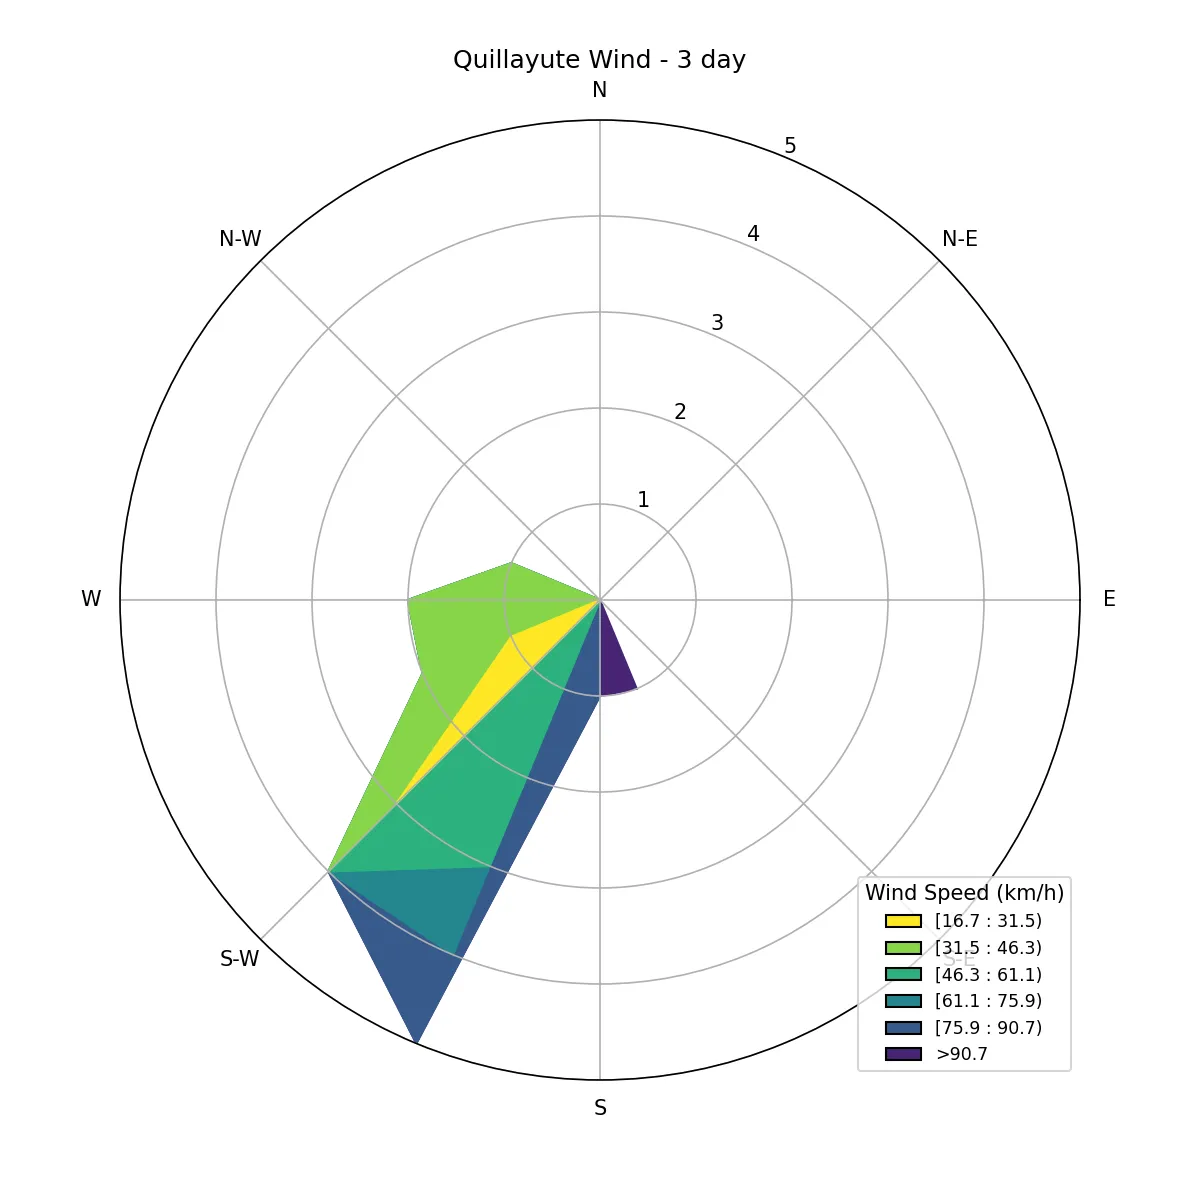 Quillayute Wind - 3 day
N
5
N-W
4
N-E
3
2
1
W
E
S-W
S-E
S
Wind Speed (km/h)
[16.7 : 31.5)
[31.5 : 46.3)
[46.3 : 61.1)
[61.1 : 75.9)
[75.9 : 90.7)
>90.7